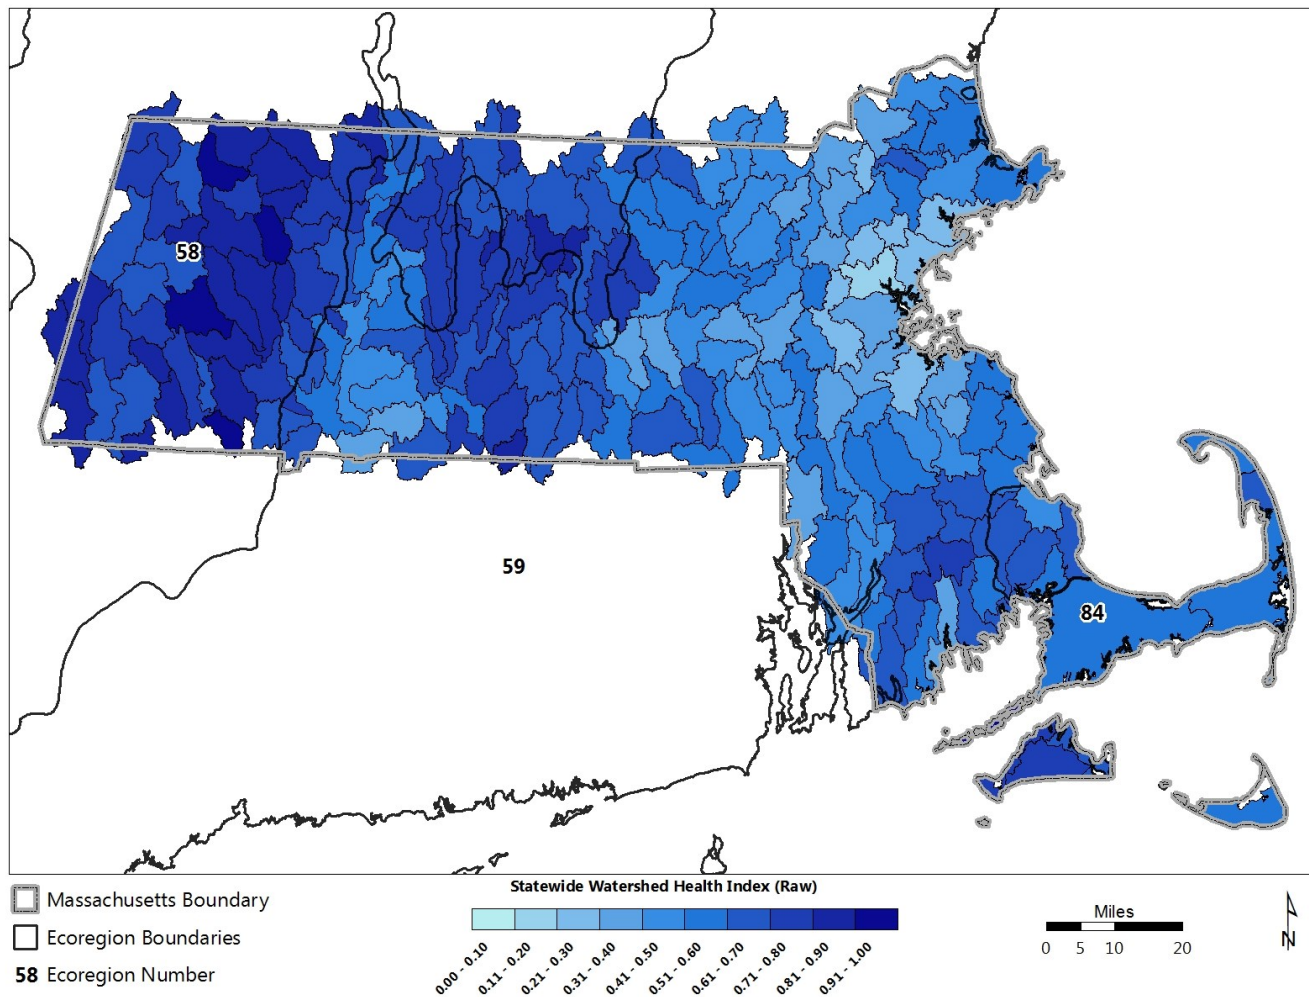 58
59
84
Massachusetts Boundary
Ecoregion Boundaries
58 Ecoregion Number
Statewide Watershed Health Index (Raw)
0.00 - 0.10
0.11 - 0.20
0.21 - 0.30
0.31 - 0.40
0.41 - 0.50
0.51 - 0.60
0.61 - 0.70
0.71 - 0.80
0.81 - 0.90
0.91 - 1.00
Miles
0 5 10 20
N